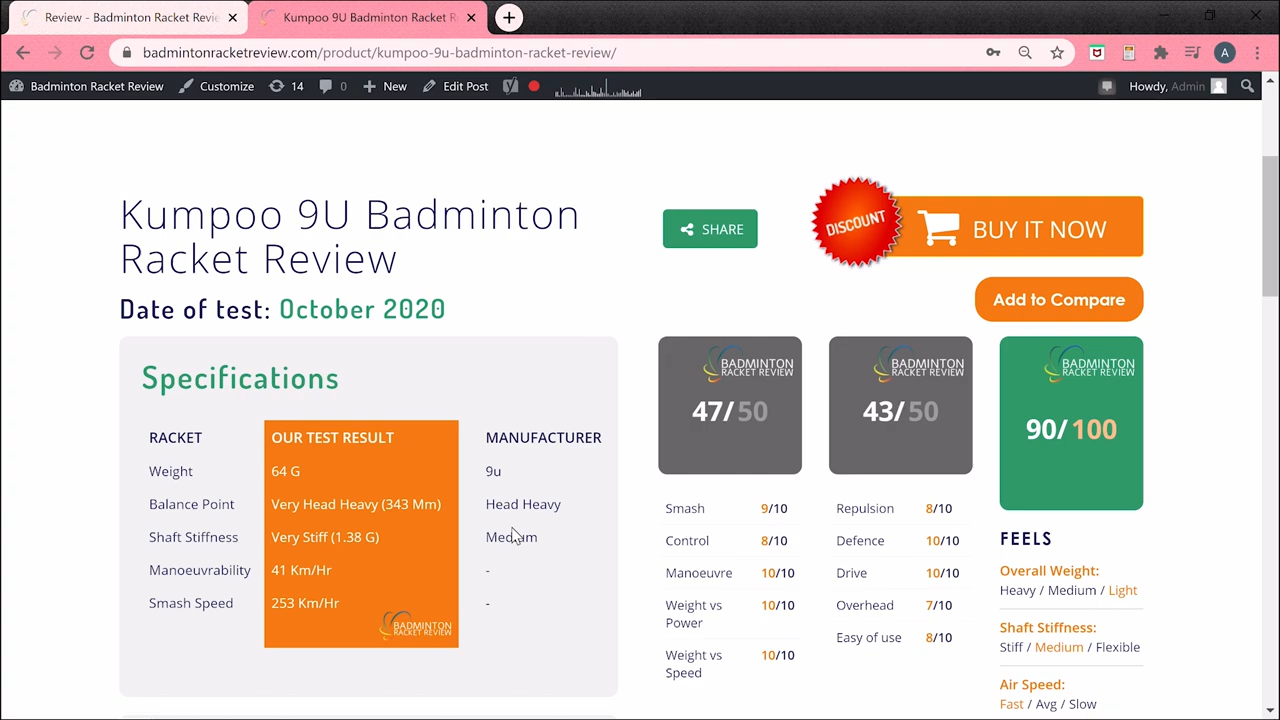 Review - Badminton Racket Revie
Kumpoo 9U Badminton Racket R
badmintonracketreview.com/product/kumpoo-9u-badminton-racket-review/
A
Badminton Racket Review
Customize
14
0
New
Edit Post
Howdy, Admin
Kumpoo 9U Badminton
Racket Review
Date of test: October 2020
SHARE
DISCOUNT
BUY IT NOW
Add to Compare
Specifications
RACKET OUR TEST RESULT MANUFACTURER
Weight 64 G 9u
Balance Point Very Head Heavy (343 Mm) Head Heavy
Shaft Stiffness Very Stiff (1.38 G) Medium
Manoeuvrability 41 Km/Hr -
Smash Speed 253 Km/Hr -
BADMINTON
RACKET REVIEW
BADMINTON
RACKET REVIEW
47/50
Smash 9/10
Control 8/10
Manoeuvre 10/10
Weight vs
Power 10/10
Weight vs
Speed 10/10
BADMINTON
RACKET REVIEW
43/50
Repulsion 8/10
Defence 10/10
Drive 10/10
Overhead 7/10
Easy of use 8/10
BADMINTON
RACKET REVIEW
90/100
FEELS
Overall Weight:
Heavy / Medium / Light
Shaft Stiffness:
Stiff / Medium / Flexible
Air Speed:
Fast / Avg / Slow